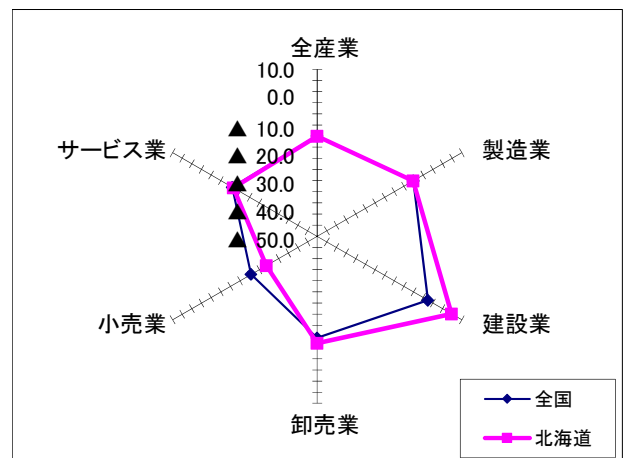 全産業
10.0
0.0
▲ 10.0
▲ 20.0
▲ 30.0
▲ 40.0
▲ 50.0
製造業
建設業
卸売業
小売業
サービス業
全国
北海道